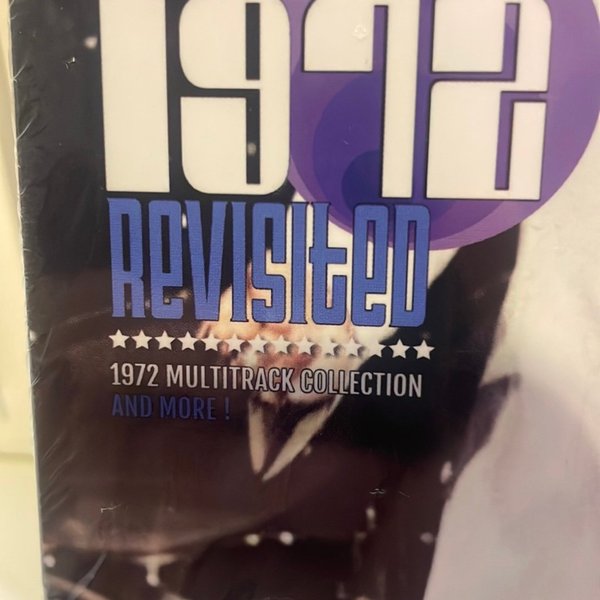 1972
ReVISIteD
1972 MULTITRACK COLLECTION
AND MORE !